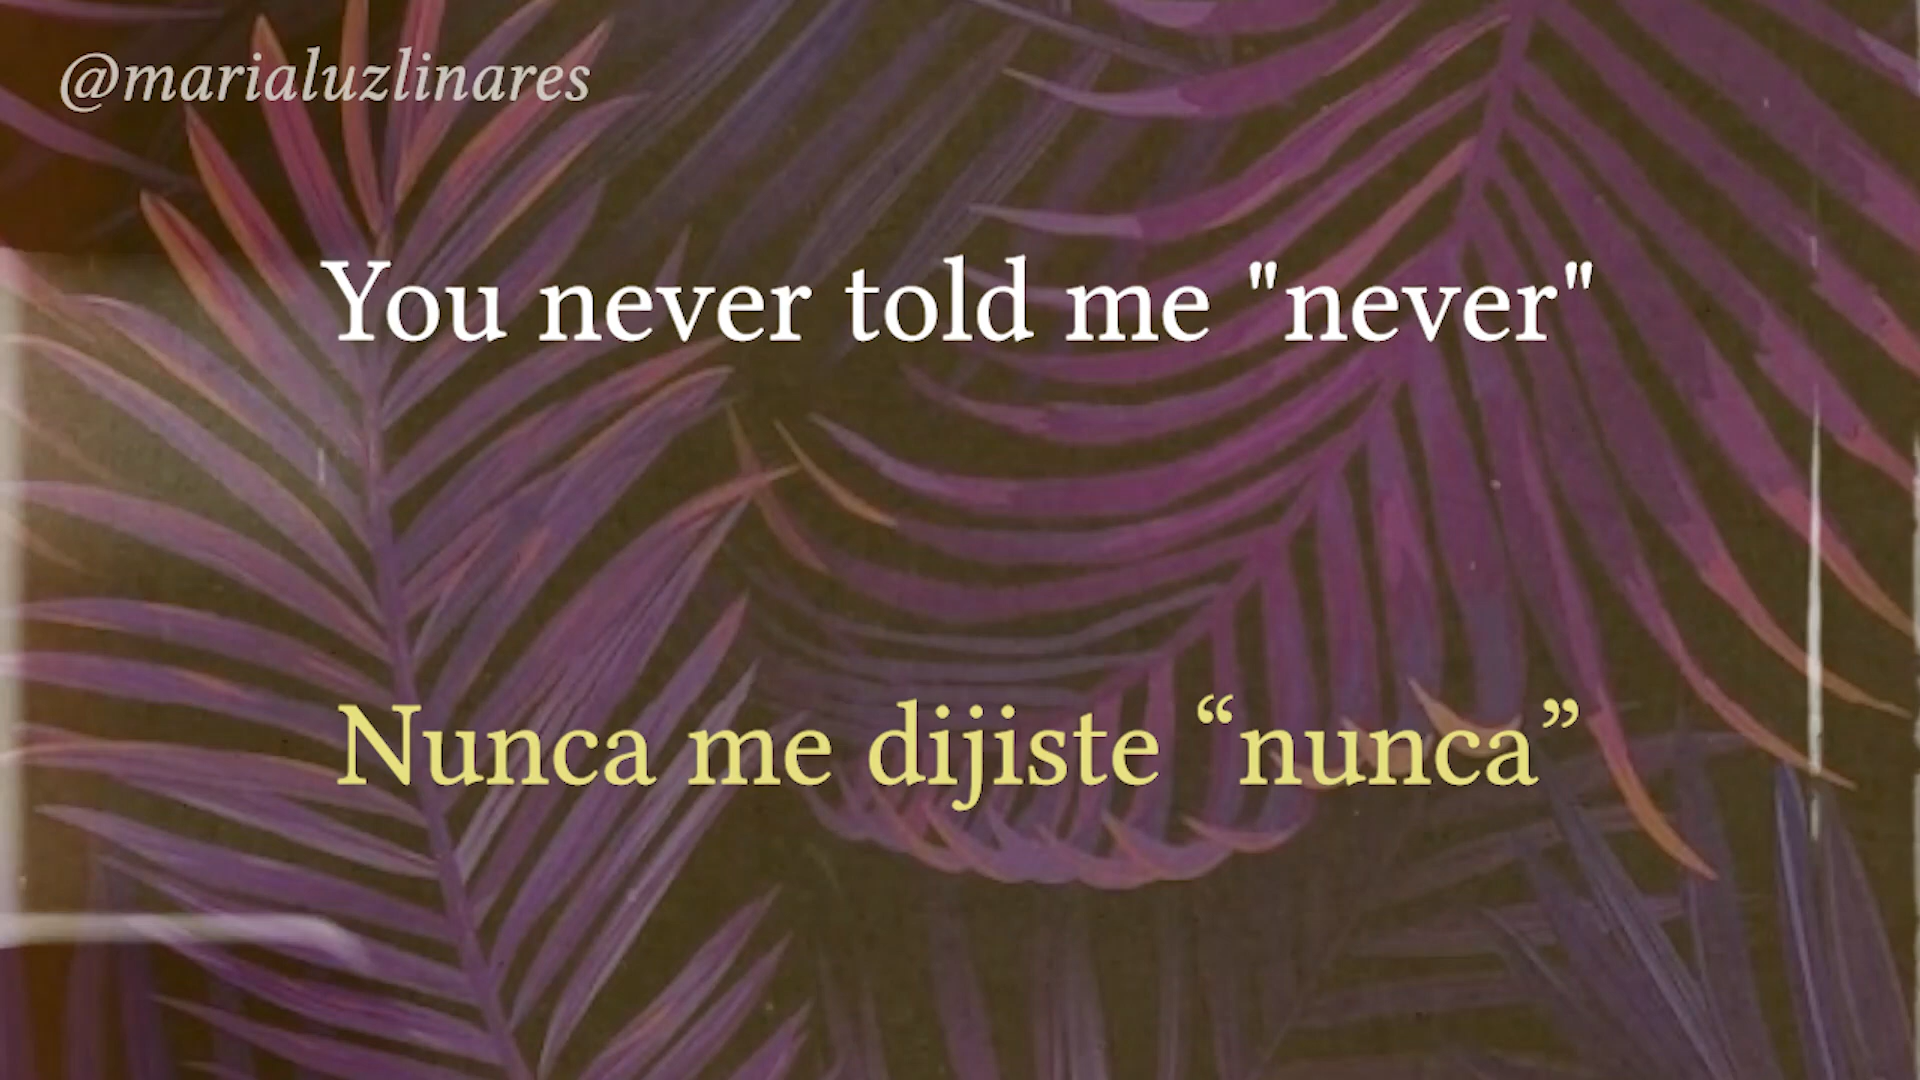 @marialuzlinares
You never told me "never"
Nunca me dijiste “nunca”